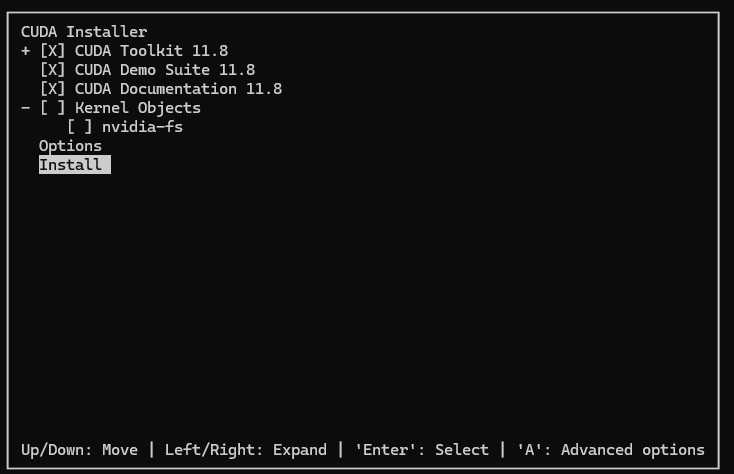 CUDA Installer
+ [X] CUDA Toolkit 11.8
[X] CUDA Demo Suite 11.8
[X] CUDA Documentation 11.8
- [ ] Kernel Objects
[ ] nvidia-fs
Options
Install
Up/Down: Move | Left/Right: Expand | 'Enter': Select | 'A': Advanced options